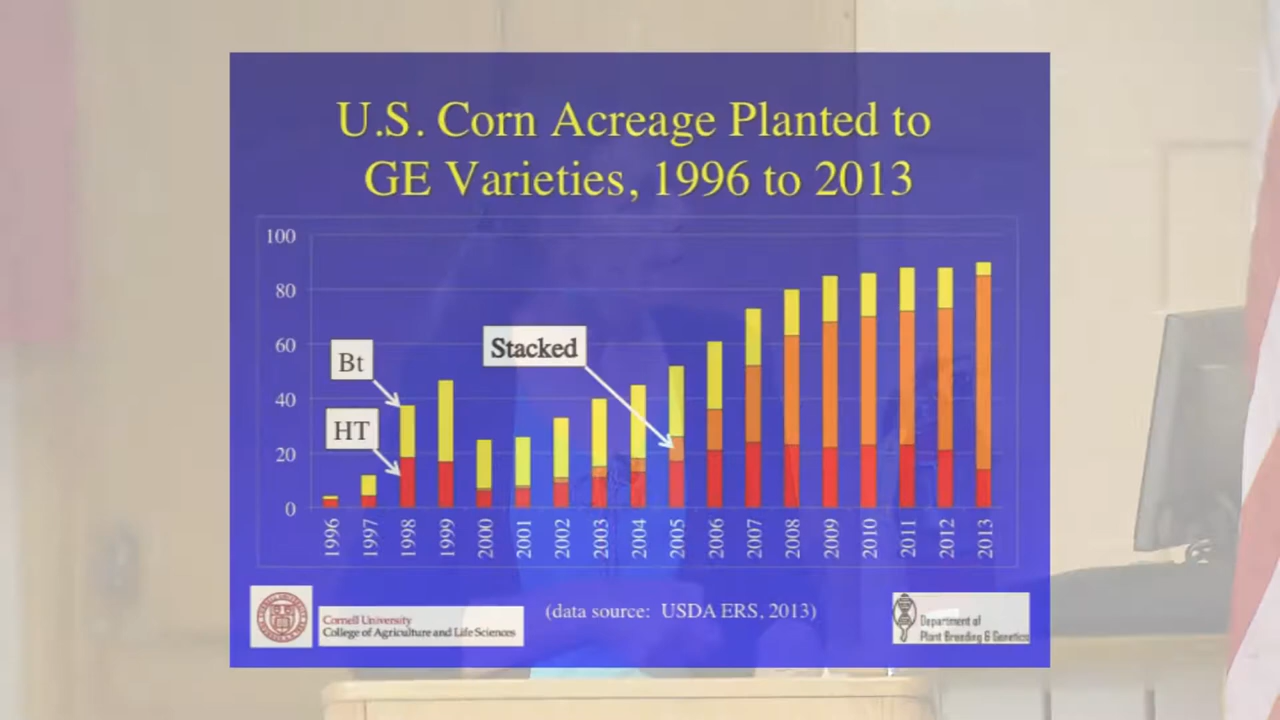 U.S. Corn Acreage Planted to
GE Varieties, 1996 to 2013
100
80
60
40
20
0
Bt
HT
Stacked
1996 1997 1998 1999 2000 2001 2002 2003 2004 2005 2006 2007 2008 2009 2010 2011 2012 2013
Cornell University
College of Agriculture and Life Sciences
(data source: USDA ERS, 2013)
Department of
Plant Breeding & Genetics